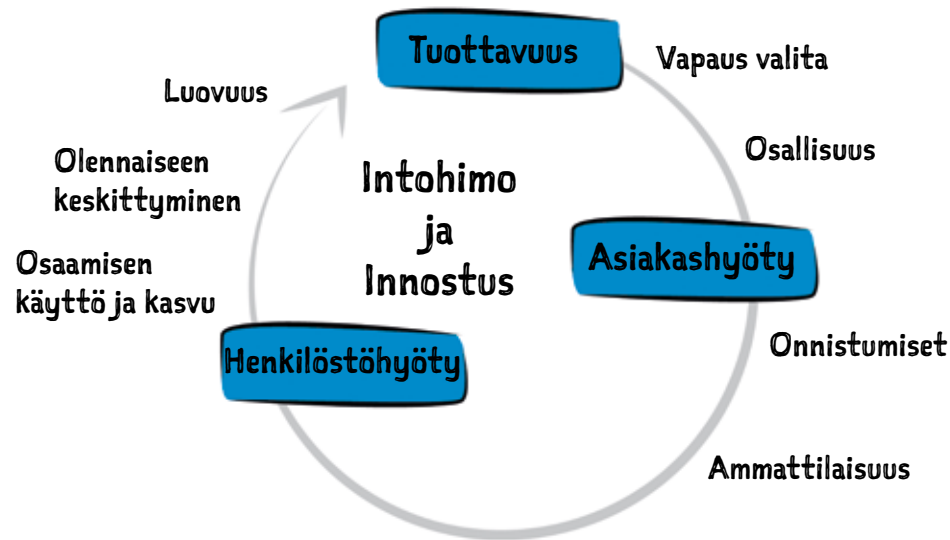 Tuottavuus
Vapaus valita
Luovuus
Osallisuus
Olennaiseen
keskittyminen
Intohimo
ja
Innostus
Asiakashyöty
Osaamisen
käyttö ja kasvu
Onnistumiset
Henkilöstöhyöty
Ammattilaisuus